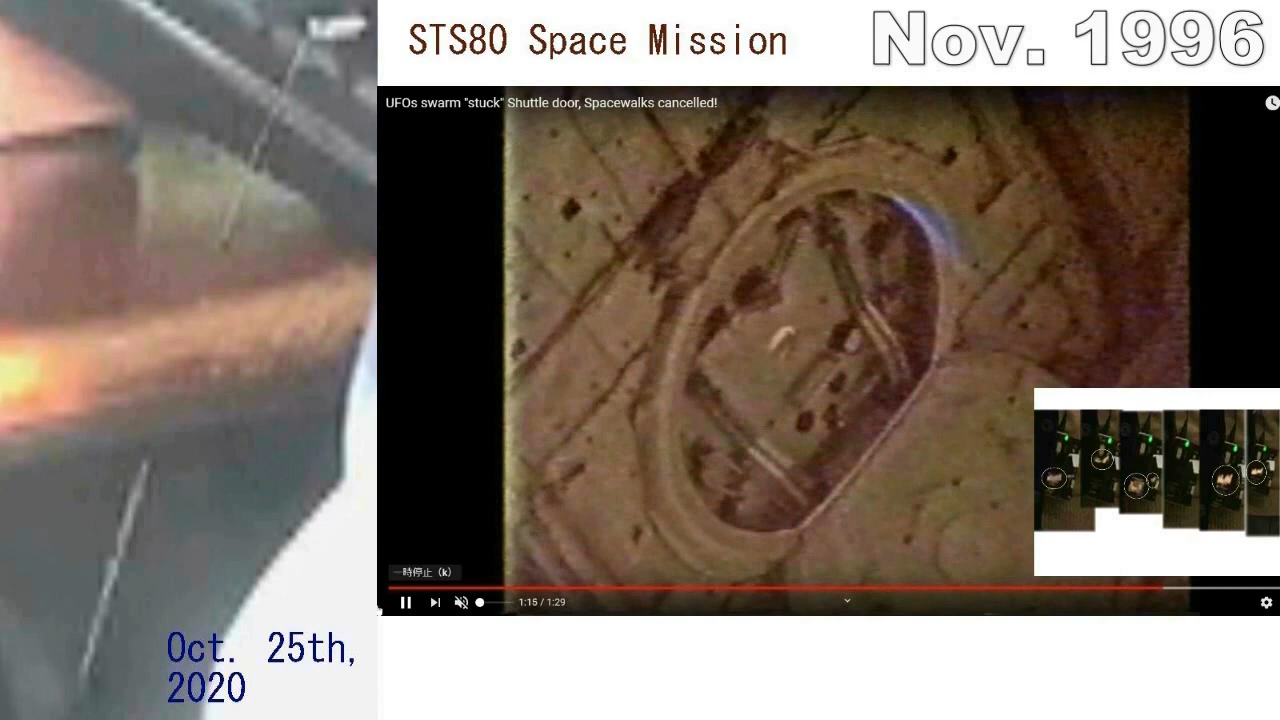 STS80 Space Mission
Nov. 1996
UFOs swarm "stuck" Shuttle door, Spacewalks cancelled!
一時停止 (k)
1:15 / 1:29
Oct. 25th,
2020